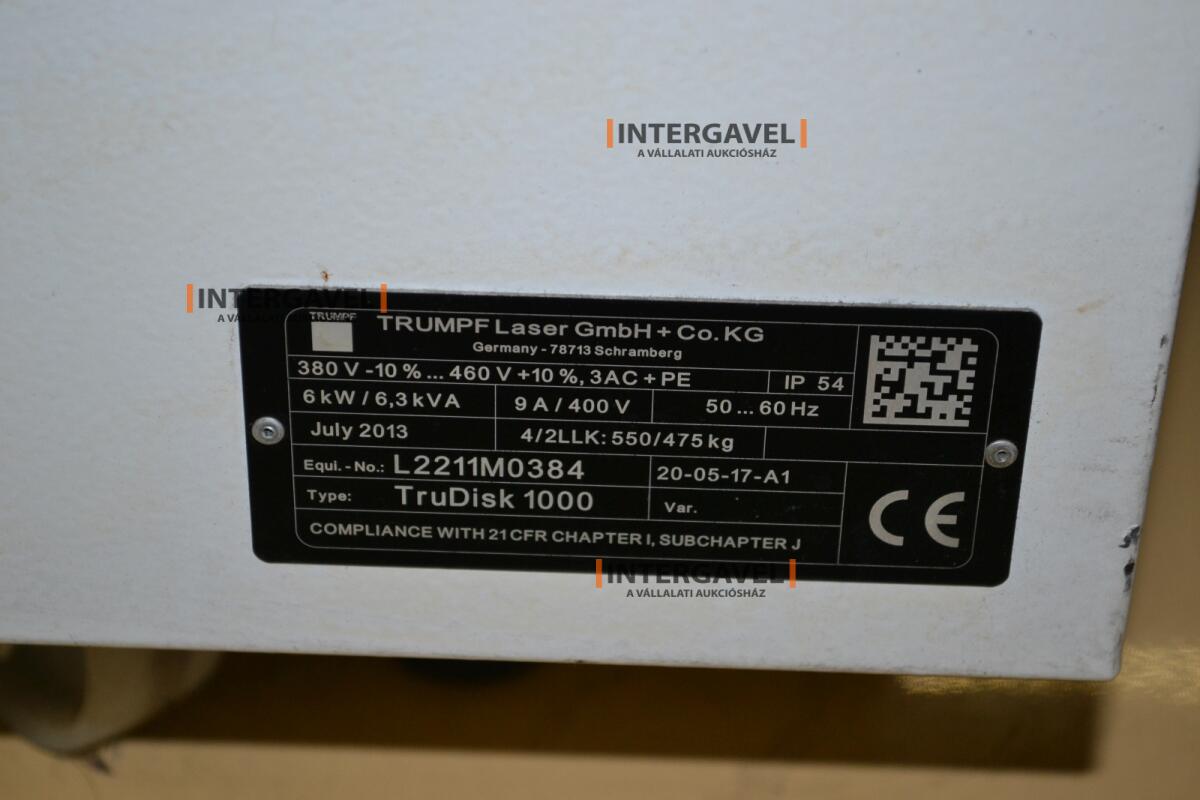 INTERGAVEL
A VÁLLALATI AUKCIÓSHÁZ
INTERGAVEL
TRUMPF
TRUMPF Laser GmbH + Co. KG
Germany - 78713 Schramberg
380 V -10 % ... 460 V +10 %, 3AC + PE
IP 54
6 kW / 6,3 kVA
9 A / 400 V
50 ... 60 Hz
July 2013
4/2LLK: 550/475 kg
Equi. - No.: L2211M0384
20-05-17-A1
Type: TruDisk 1000
Var.
COMPLIANCE WITH 21 CFR CHAPTER I, SUBCHAPTER J
CE
INTERGAVEL
A VÁLLALATI AUKCIÓSHÁZ